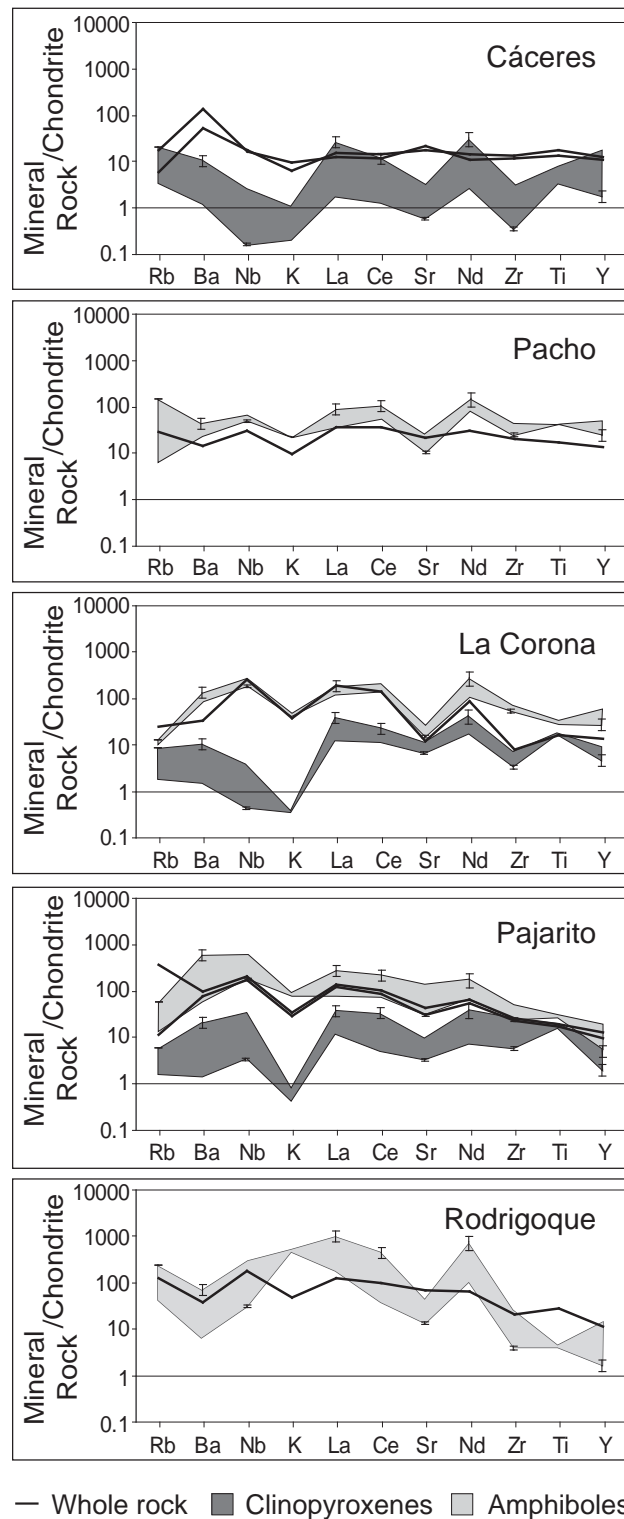 10000
1000
100
10
1
0.1
Mineral/Chondrite
Rock
Cáceres
Rb Ba Nb K La Ce Sr Nd Zr Ti Y
10000
1000
100
10
1
0.1
Mineral/Chondrite
Rock
Pacho
Rb Ba Nb K La Ce Sr Nd Zr Ti Y
10000
1000
100
10
1
0.1
Mineral/Chondrite
Rock
La Corona
Rb Ba Nb K La Ce Sr Nd Zr Ti Y
10000
1000
100
10
1
0.1
Mineral/Chondrite
Rock
Pajarito
Rb Ba Nb K La Ce Sr Nd Zr Ti Y
10000
1000
100
10
1
0.1
Mineral/Chondrite
Rock
Rodrigoque
Rb Ba Nb K La Ce Sr Nd Zr Ti Y
Whole rock Clinopyroxenes Amphiboles